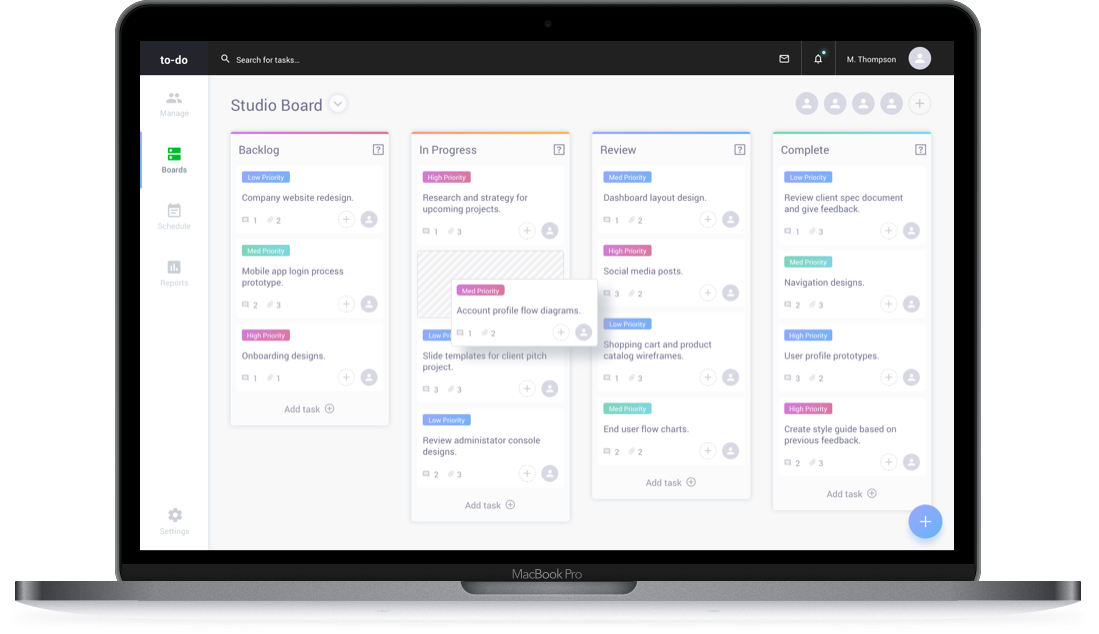 to-do
Search for tasks...
M. Thompson
Manage
Boards
Schedule
Reports
Settings
Studio Board
Backlog
?
Low Priority
Company website redesign.
1 2
Med Priority
Mobile app login process
prototype.
2 3
High Priority
Onboarding designs.
1 1
Add task
In Progress
?
High Priority
Research and strategy for
upcoming projects.
1 3
Med Priority
Account profile flow diagrams.
1 2
Low
Slide templates for client pitch
project.
3 3
Low Priority
Review administator console
designs.
2 3
Add task
Review
?
Med Priority
Dashboard layout design.
1 2
High Priority
Social media posts.
3 2
Low Priority
Shopping cart and product
catalog wireframes.
1 3
Med Priority
End user flow charts.
2 2
Add task
Complete
?
Low Priority
Review client spec document
and give feedback.
1 3
Med Priority
Navigation designs.
2 3
High Priority
User profile prototypes.
3 2
High Priority
Create style guide based on
previous feedback.
2 3
Add task
MacBook Pro